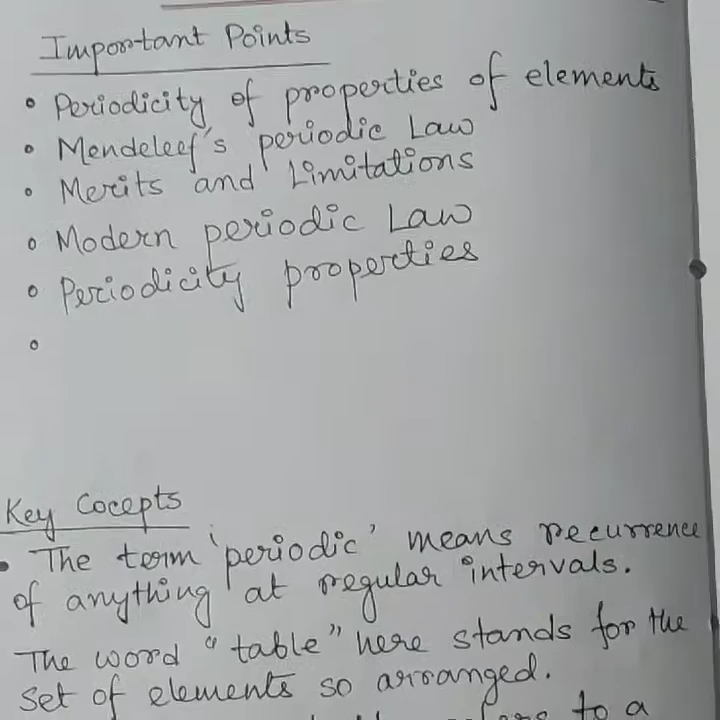 Important Points
• Periodicity of properties of elements
• Mendeleef's periodic Law
• Merits and Limitations
• Modern periodic Law
• Periodicity properties
•
Key Cocepts
• The term 'periodic' means recurrence
of anything at regular intervals.
The word "table" here stands for the
set of elements so arranged.
to a